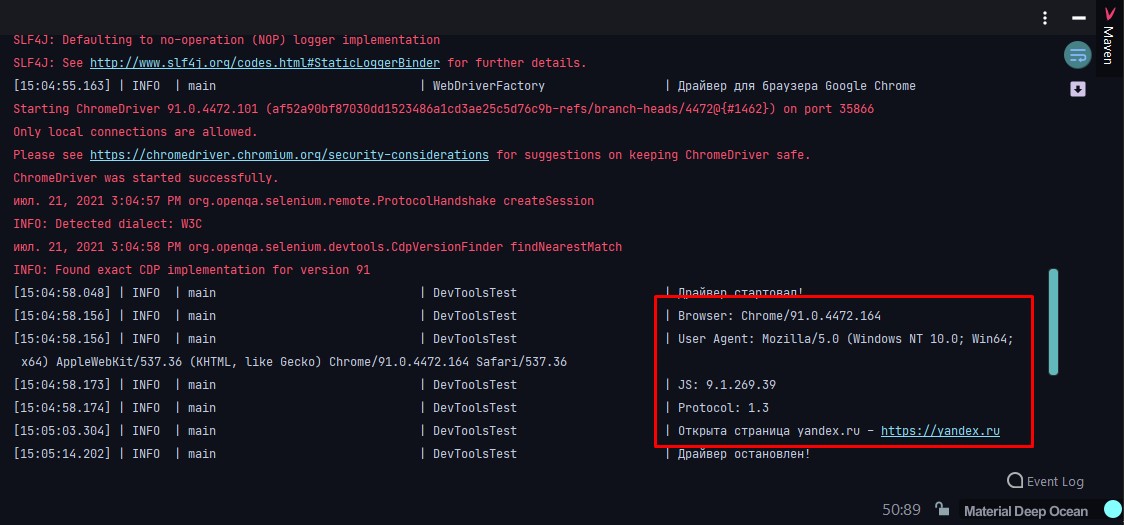 SLF4J: Defaulting to no-operation (NOP) logger implementation
SLF4J: See http://www.slf4j.org/codes.html#StaticLoggerBinder for further details.
[15:04:55.163] | INFO | main | WebDriverFactory | Драйвер для браузера Google Chrome
Starting ChromeDriver 91.0.4472.101 (af52a90bf87030dd1523486a1cd3ae25c5d76c9b-refs/branch-heads/4472@{#1462}) on port 35866
Only local connections are allowed.
Please see https://chromedriver.chromium.org/security-considerations for suggestions on keeping ChromeDriver safe.
ChromeDriver was started successfully.
июл. 21, 2021 3:04:57 PM org.openqa.selenium.remote.ProtocolHandshake createSession
INFO: Detected dialect: W3C
июл. 21, 2021 3:04:58 PM org.openqa.selenium.devtools.CdpVersionFinder findNearestMatch
INFO: Found exact CDP implementation for version 91
[15:04:58.048] | INFO | main | DevToolsTest | Драйвер стартовал!
[15:04:58.156] | INFO | main | DevToolsTest | Browser: Chrome/91.0.4472.164
[15:04:58.156] | INFO | main | DevToolsTest | User Agent: Mozilla/5.0 (Windows NT 10.0; Win64;
x64) AppleWebKit/537.36 (KHTML, like Gecko) Chrome/91.0.4472.164 Safari/537.36
[15:04:58.173] | INFO | main | DevToolsTest | JS: 9.1.269.39
[15:04:58.174] | INFO | main | DevToolsTest | Protocol: 1.3
[15:05:03.304] | INFO | main | DevToolsTest | Открыта страница yandex.ru - https://yandex.ru
[15:05:14.202] | INFO | main | DevToolsTest | Драйвер остановлен!
Maven
Event Log
50:89
Material Deep Ocean